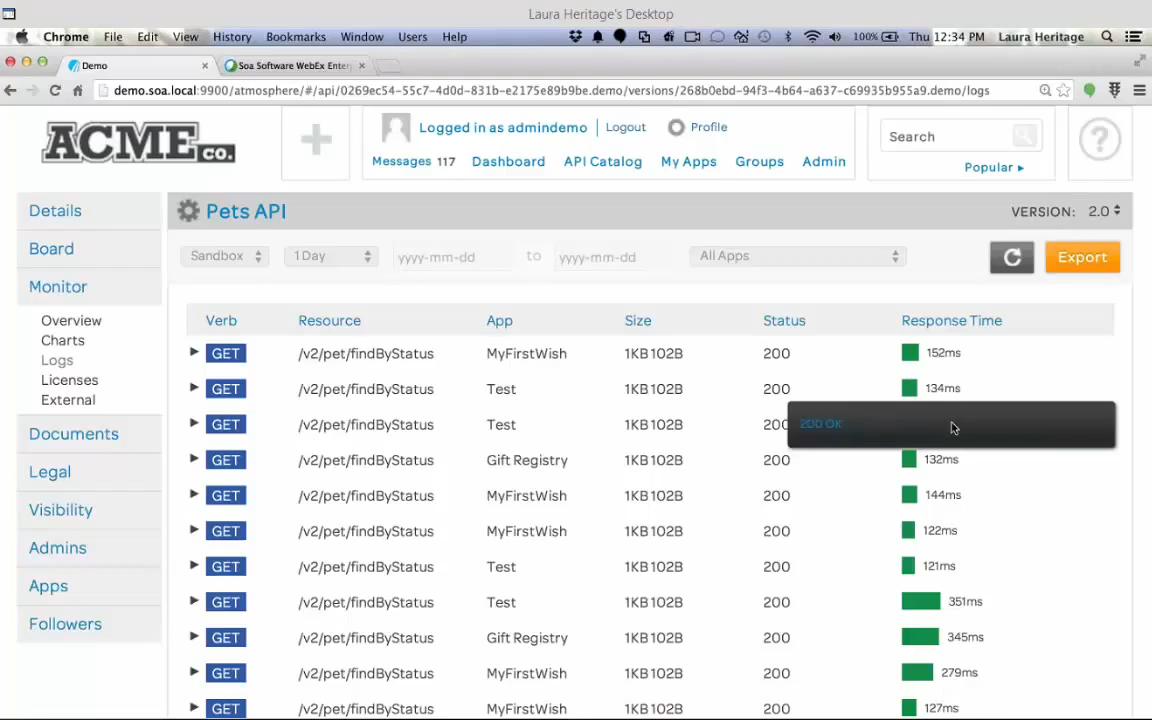 Laura Heritage's Desktop
Chrome File Edit View History Bookmarks Window Users Help 100% Thu 12:34 PM Laura Heritage
Demo × Soa Software WebEx Enter ×
demo.soa.local:9900/atmosphere/#/api/0269ec54-55c7-4d0d-831b-e2175e89b9be.demo/versions/268b0ebd-94f3-4b64-a637-c69935b955a9.demo/logs
ACME co.
Logged in as admindemo Logout Profile
Messages 117 Dashboard API Catalog My Apps Groups Admin
Search
Popular ▸
?
Details
Board
Monitor
Overview
Charts
Logs
Licenses
External
Documents
Legal
Visibility
Admins
Apps
Followers
Pets API VERSION: 2.0
Sandbox 1 Day yyyy-mm-dd to yyyy-mm-dd All Apps Export
Verb Resource App Size Status Response Time
GET /v2/pet/findByStatus MyFirstWish 1KB102B 200 152ms
GET /v2/pet/findByStatus Test 1KB102B 200 134ms
GET /v2/pet/findByStatus Test 1KB102B 200 200 OK
GET /v2/pet/findByStatus Gift Registry 1KB102B 200 132ms
GET /v2/pet/findByStatus MyFirstWish 1KB102B 200 144ms
GET /v2/pet/findByStatus MyFirstWish 1KB102B 200 122ms
GET /v2/pet/findByStatus Test 1KB102B 200 121ms
GET /v2/pet/findByStatus Test 1KB102B 200 351ms
GET /v2/pet/findByStatus Gift Registry 1KB102B 200 345ms
GET /v2/pet/findByStatus MyFirstWish 1KB102B 200 279ms
GET /v2/pet/findByStatus MyFirstWish 1KB102B 200 127ms